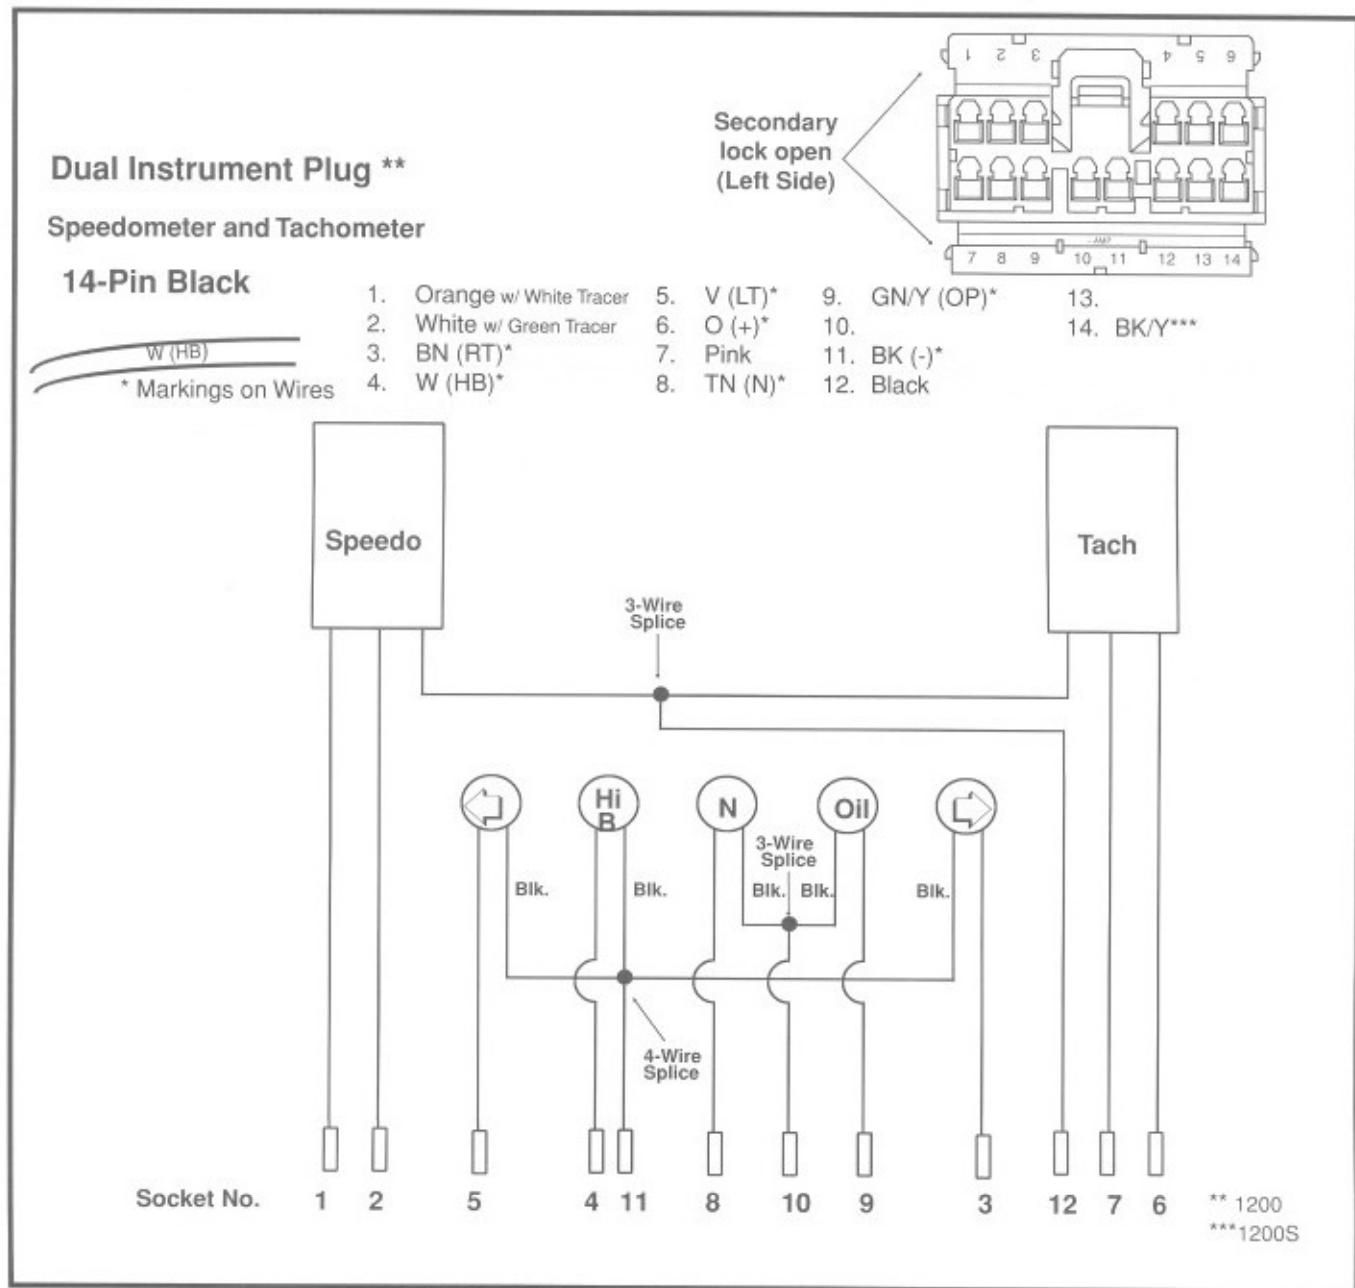 1 2 3 4 5 6
Secondary
lock open
(Left Side)
Dual Instrument Plug **
Speedometer and Tachometer
14-Pin Black
7 8 9 10 11 12 13 14
1. Orange w/ White Tracer 5. V (LT)* 9. GN/Y (OP)* 13.
2. White w/ Green Tracer 6. O (+)* 10. 14. BK/Y***
3. BN (RT)* 7. Pink 11. BK (-)*
4. W (HB)* 8. TN (N)* 12. Black
W (HB)
* Markings on Wires
Speedo
Tach
3-Wire
Splice
Hi
B
N
Oil
3-Wire
Splice
Blk. Blk. Blk. Blk. Blk.
4-Wire
Splice
Socket No. 1 2 5 4 11 8 10 9 3 12 7 6
** 1200
***1200S